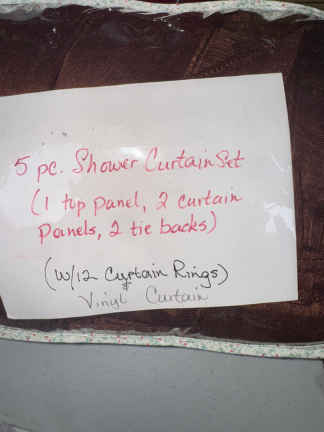 5 pc. Shower Curtain Set
(1 top panel, 2 curtain
panels, 2 tie backs)
(w/12 Curtain Rings)
& Vinyl Curtain